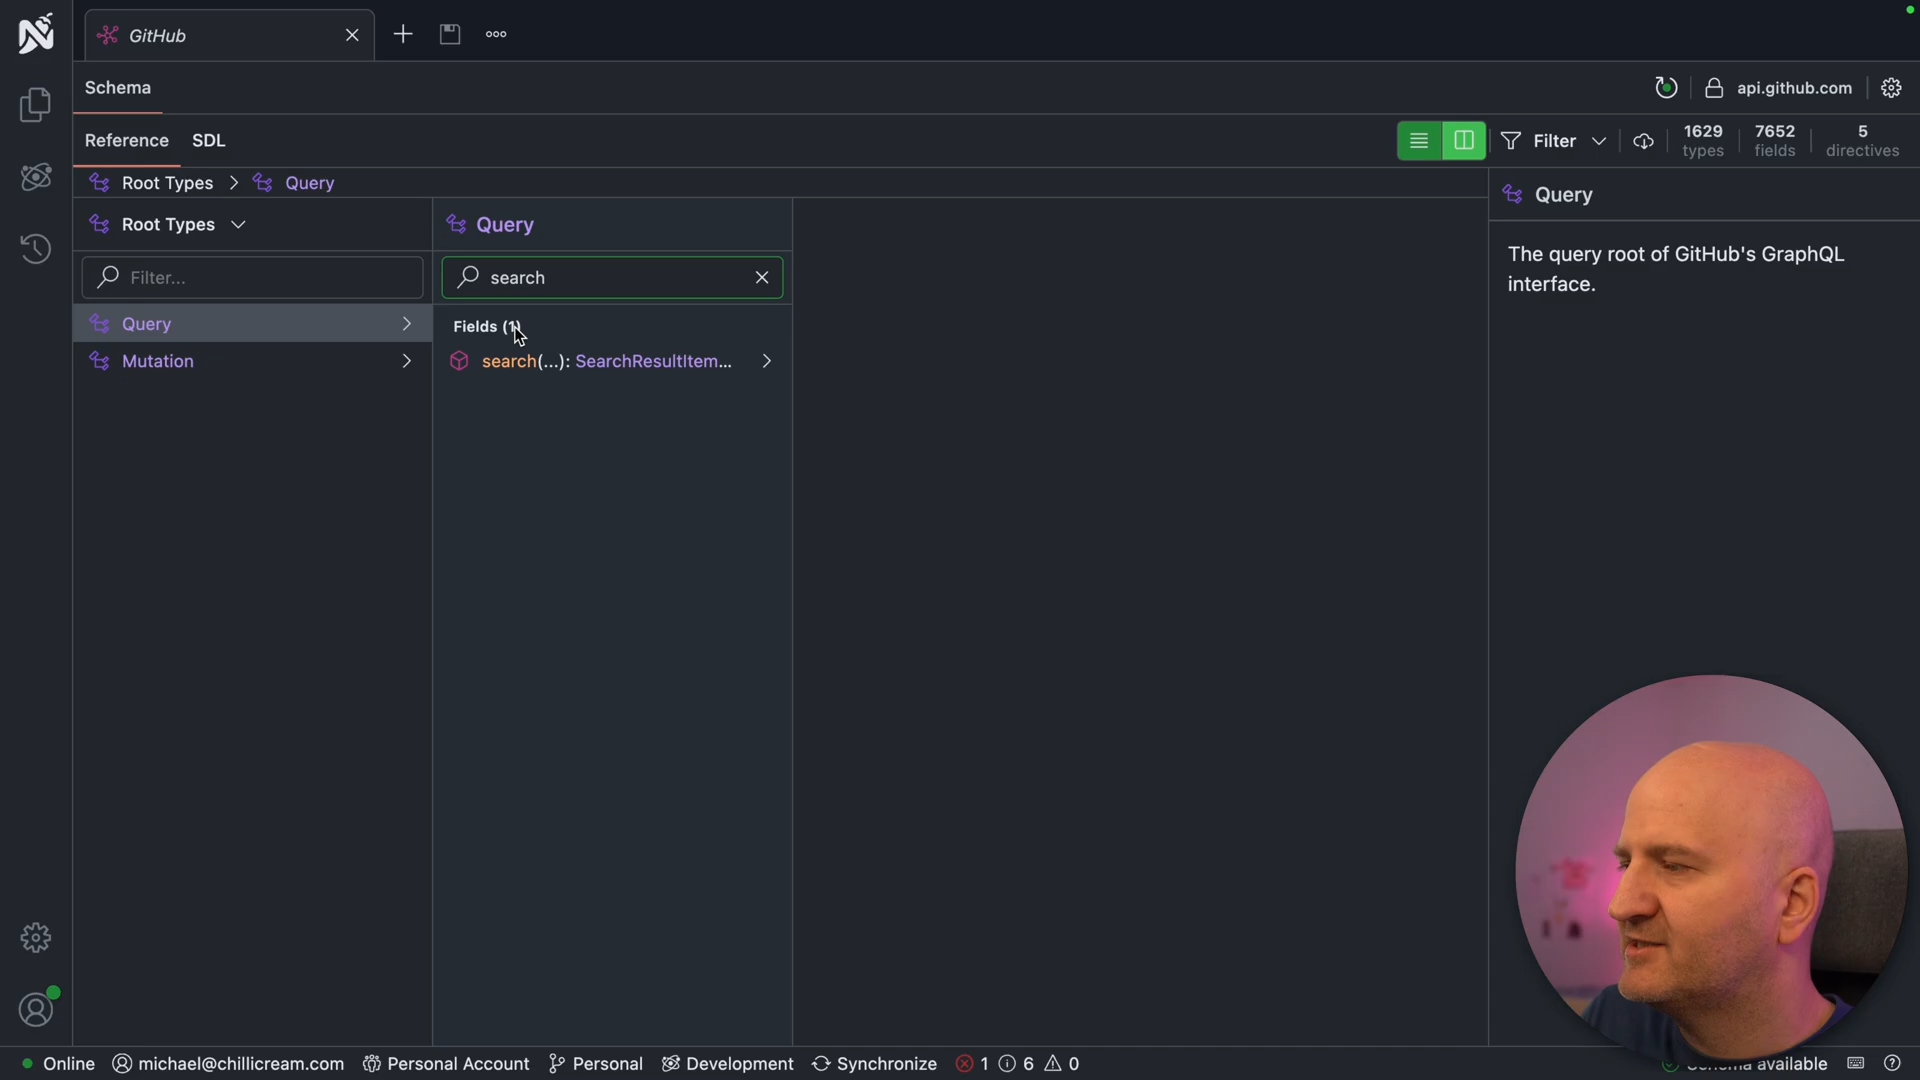 GitHub
Schema
api.github.com
Reference SDL
Filter
1629 types
7652 fields
5 directives
Root Types Query
Root Types
Filter...
Query
Mutation
Query
search
Fields (1)
search(...): SearchResultItem...
Query
The query root of GitHub's GraphQL
interface.
Online michael@chillicream.com Personal Account Personal Development Synchronize 1 6 0 Schema available